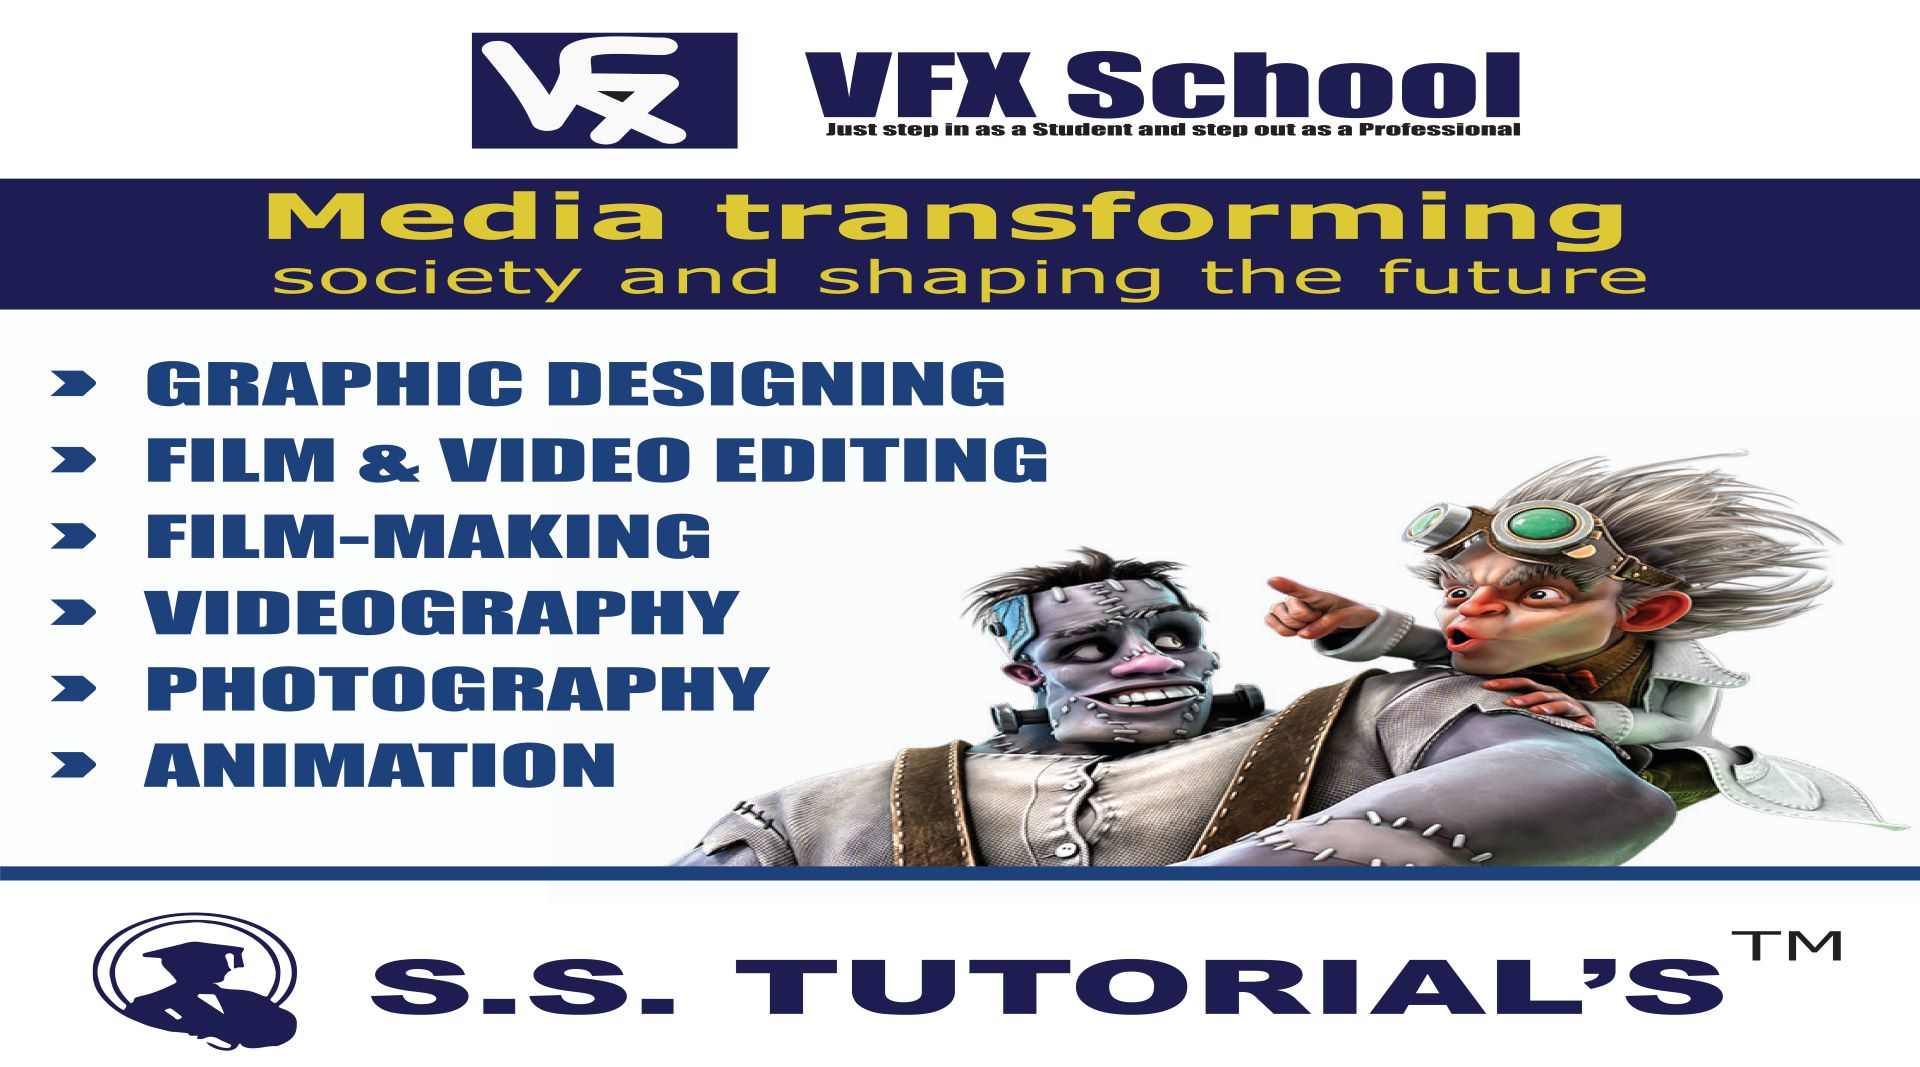 VFX
VFX School
Just step in as a Student and step out as a Professional
Media transforming
society and shaping the future
GRAPHIC DESIGNING
FILM & VIDEO EDITING
FILM-MAKING
VIDEOGRAPHY
PHOTOGRAPHY
ANIMATION
S.S. TUTORIAL’S™